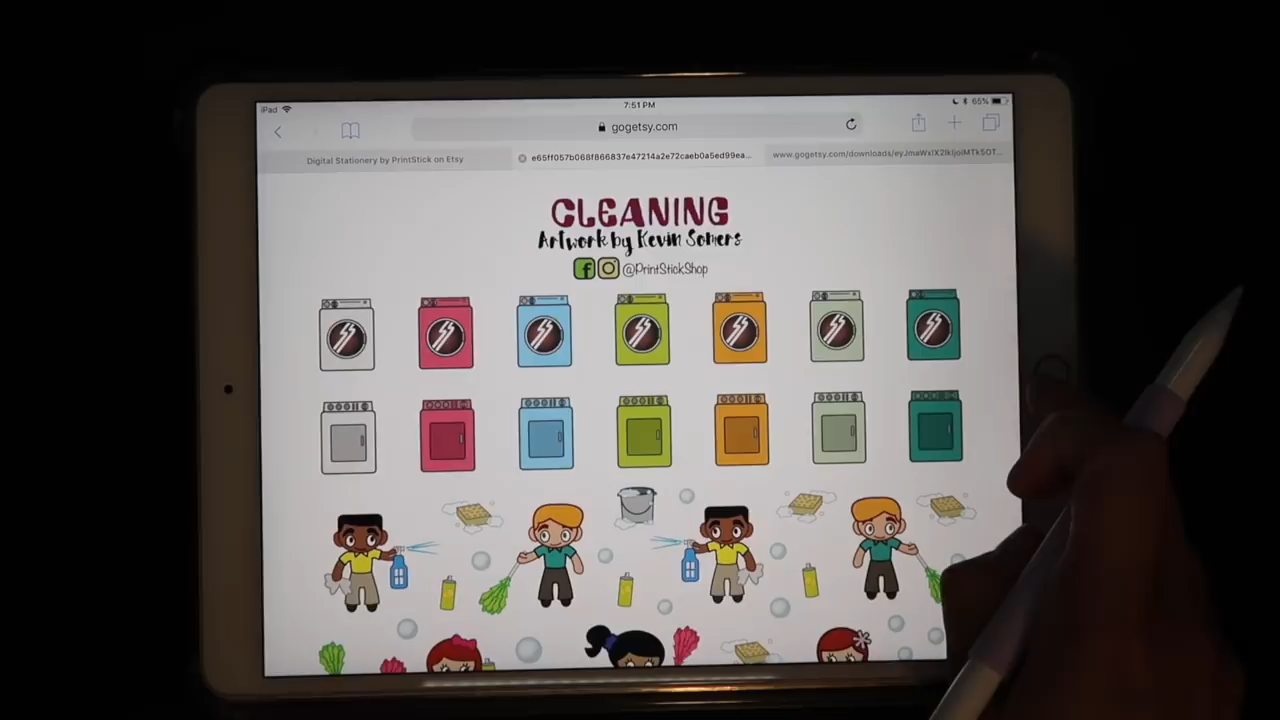 iPad
7:51 PM
65%
gogetsy.com
Digital Stationery by PrintStick on Etsy
e65ff057b068f866837e47214a2e72caeb0a5ed99ea...
CLEANING
Artwork by Kevin Somers
@PrintStickShop